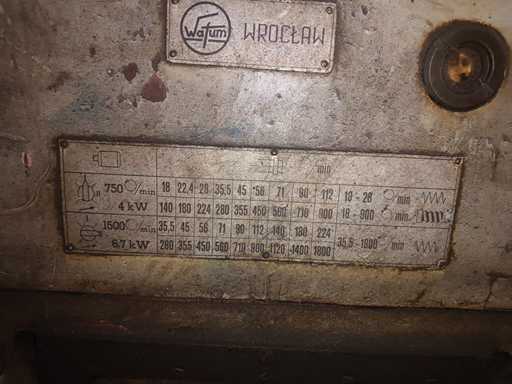 Wafum WROCŁAW
/min
750 /min 18 22,4 28 35,5 45 56 71 90 112 18-28 /min
4 kW 140 180 224 280 355 450 560 710 900 18-900 /min
1500 /min 35,5 45 56 71 90 112 140 180 224 35,5-1800 /min
6.7 kW 280 355 450 560 710 900 1120 1400 1800